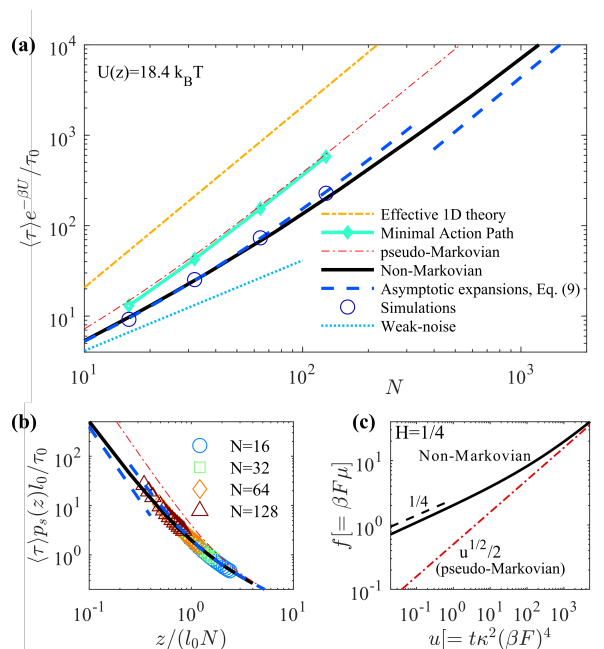 (a)
U(z)=18.4 k_BT
⟨τ⟩e^{-βU}/τ_0
10^4
10^3
10^2
10^1
Effective 1D theory
Minimal Action Path
pseudo-Markovian
Non-Markovian
Asymptotic expansions, Eq. (9)
Simulations
Weak-noise
10^1
10^2
10^3
N
(b)
⟨τ⟩p_s(z)l_0/τ_0
10^2
10^1
10^0
N=16
N=32
N=64
N=128
10^{-1}
10^0
10^1
z/(l_0N)
(c)
f[=βFμ]
10^1
10^0
10^{-1}
H=1/4
Non-Markovian
1/4
u^{1/2}/2
(pseudo-Markovian)
10^{-1}
10^1
10^3
u[=tκ^2(βF)^4